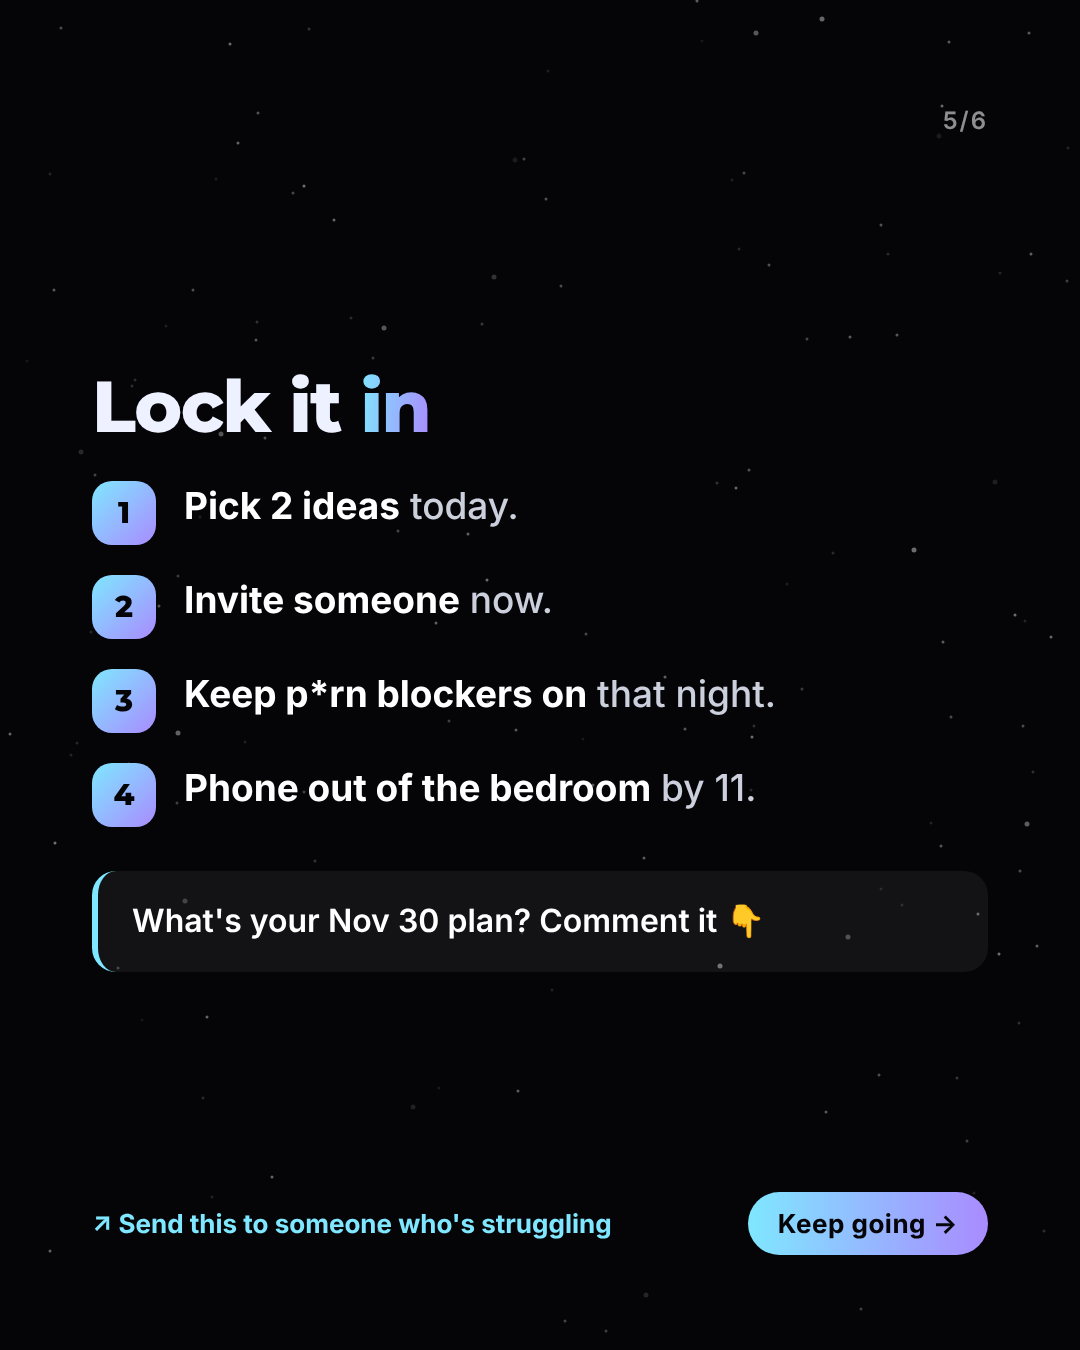 5/6
Lock it in
1 Pick 2 ideas today.
2 Invite someone now.
3 Keep p*rn blockers on that night.
4 Phone out of the bedroom by 11.
What's your Nov 30 plan? Comment it 👇
↗ Send this to someone who's struggling
Keep going →